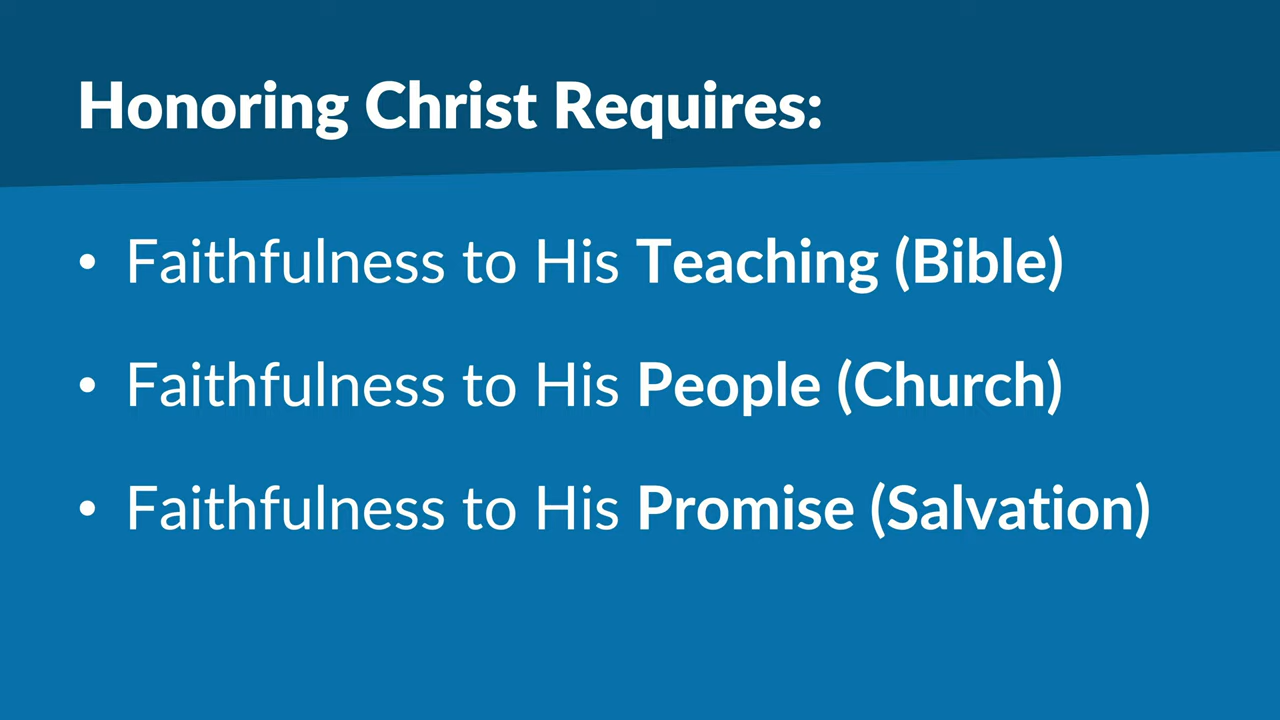 Honoring Christ Requires:
• Faithfulness to His Teaching (Bible)
• Faithfulness to His People (Church)
• Faithfulness to His Promise (Salvation)